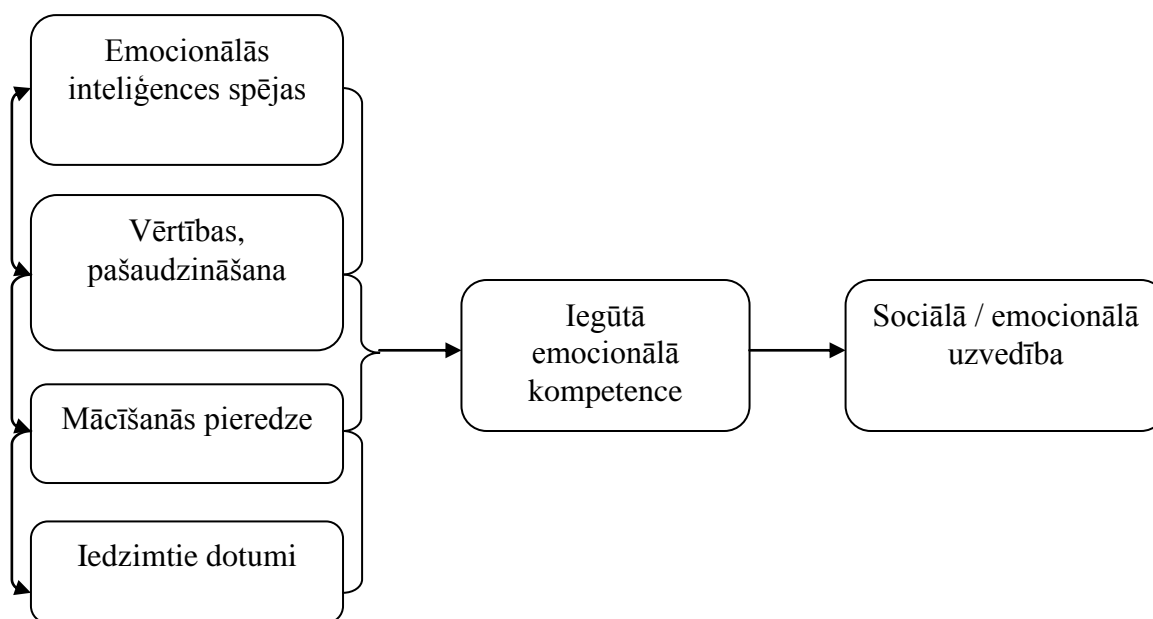 Emocionālās
inteliģences spējas
Vērtības,
pašaudzināšana
Mācīšanās pieredze
Iedzimtie dotumi
Iegūtā
emocionālā
kompetence
Sociālā / emocionālā
uzvedība